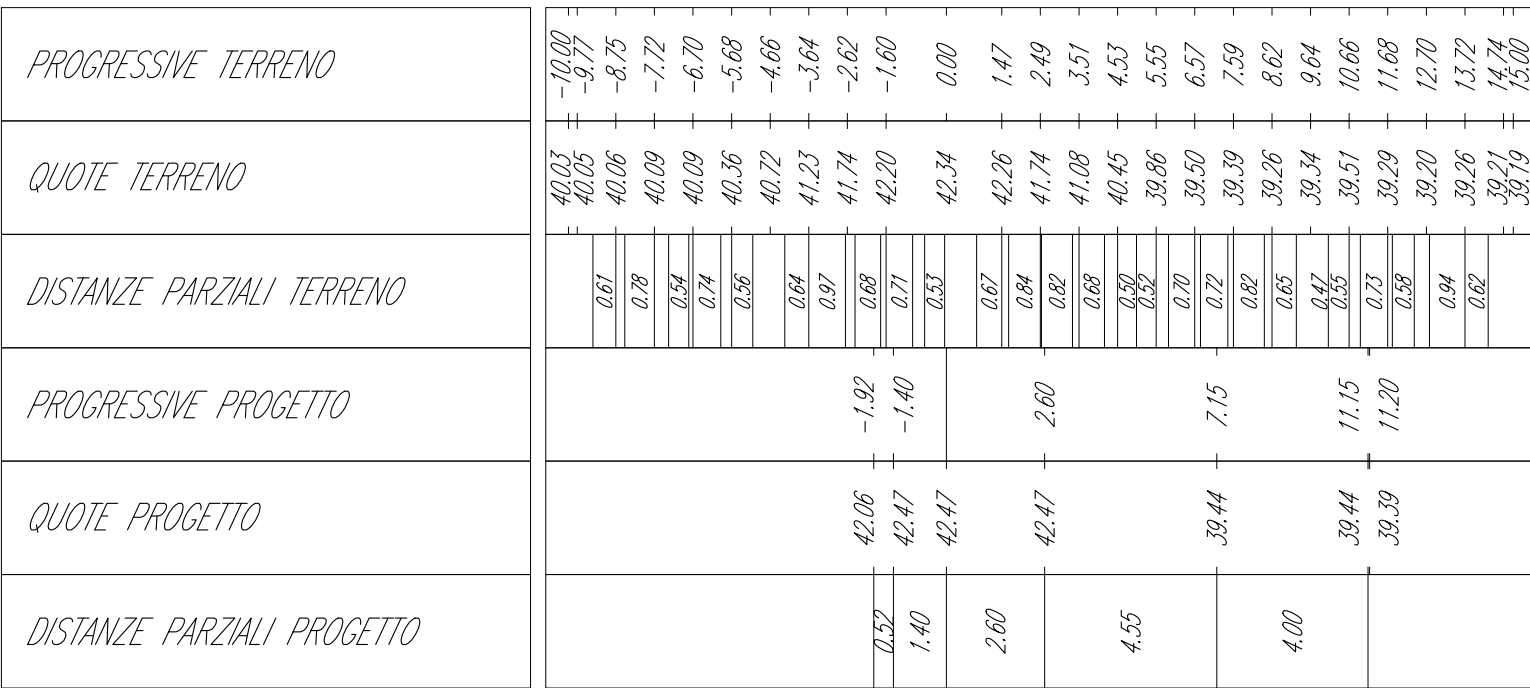 PROGRESSIVE TERRENO -10.00 -9.77 -8.75 -7.72 -6.70 -5.68 -4.66 -3.64 -2.62 -1.60 0.00 1.47 2.49 3.51 4.53 5.55 6.57 7.59 8.62 9.64 10.66 11.68 12.70 13.72 14.74 15.00
QUOTE TERRENO 40.03 40.05 40.06 40.09 40.09 40.36 40.72 41.23 41.74 42.20 42.34 42.26 41.74 41.08 40.45 39.86 39.50 39.39 39.26 39.34 39.51 39.29 39.20 39.26 39.21 39.19
DISTANZE PARZIALI TERRENO 0.61 0.78 0.54 0.74 0.56 0.64 0.97 0.68 0.71 0.53 0.67 0.84 0.82 0.68 0.50 0.52 0.70 0.72 0.82 0.65 0.47 0.55 0.73 0.58 0.94 0.62
PROGRESSIVE PROGETTO -1.92 -1.40 2.60 7.15 11.15 11.20
QUOTE PROGETTO 42.06 42.47 42.47 42.47 39.44 39.44 39.39
DISTANZE PARZIALI PROGETTO 0.52 1.40 2.60 4.55 4.00